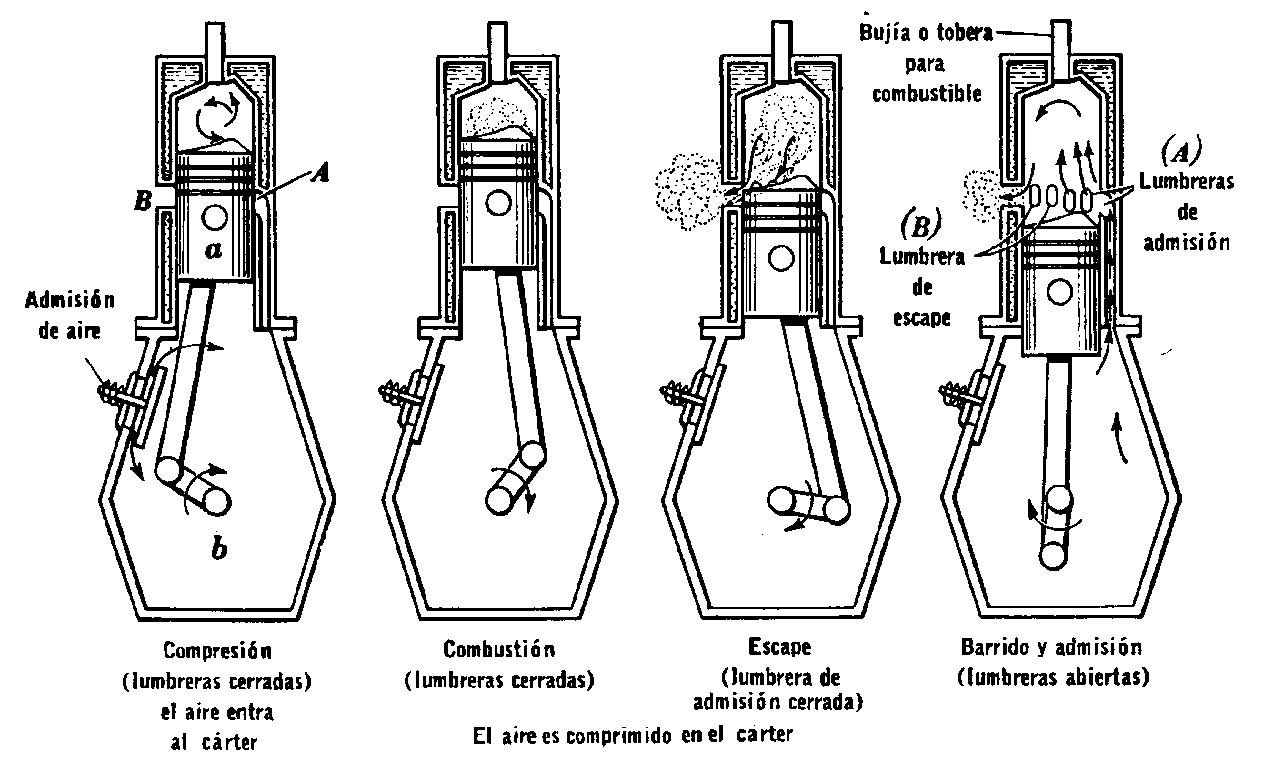 Bujía o tobera
para
combustible
A
B
a
Admisión
de aire
b
(B)
Lumbrera
de
escape
(A)
Lumbreras
de
admisión
Compresión
(lumbreras cerradas)
el aire entra
al cárter
Combustión
(lumbreras cerradas)
Escape
(lumbrera de
admisión cerrada)
Barrido y admisión
(lumbreras abiertas)
El aire es comprimido en el carter